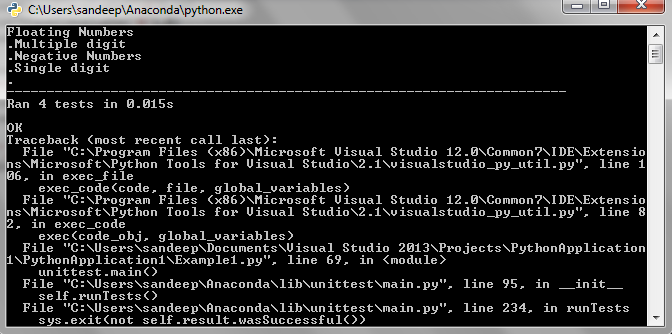 C:\Users\sandeep\Anaconda\python.exe
Floating Numbers
.Multiple digit
.Negative Numbers
.Single digit
.
----------------------------------------------------------------------
Ran 4 tests in 0.015s
OK
Traceback (most recent call last):
  File "C:\Program Files (x86)\Microsoft Visual Studio 12.0\Common7\IDE\Extensio
ns\Microsoft\Python Tools for Visual Studio\2.1\visualstudio_py_util.py", line 1
06, in exec_file
    exec_code(code, file, global_variables)
  File "C:\Program Files (x86)\Microsoft Visual Studio 12.0\Common7\IDE\Extensio
ns\Microsoft\Python Tools for Visual Studio\2.1\visualstudio_py_util.py", line 8
2, in exec_code
    exec(code_obj, global_variables)
  File "C:\Users\sandeep\Documents\Visual Studio 2013\Projects\PythonApplication
1\PythonApplication1\Example1.py", line 69, in <module>
    unittest.main()
  File "C:\Users\sandeep\Anaconda\lib\unittest\main.py", line 95, in __init__
    self.runTests()
  File "C:\Users\sandeep\Anaconda\lib\unittest\main.py", line 234, in runTests
    sys.exit(not self.result.wasSuccessful())